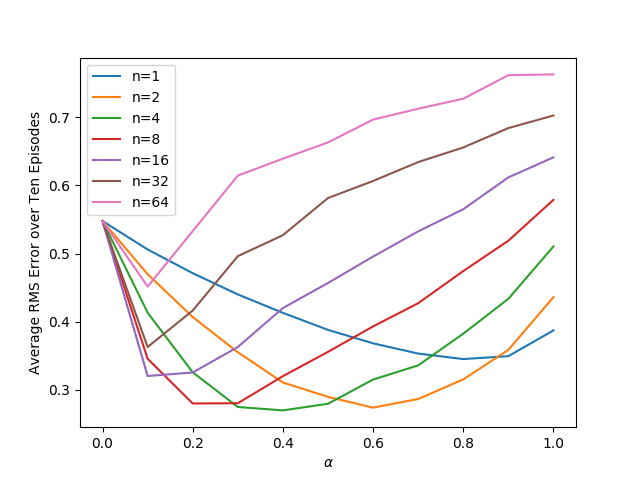 n=1
n=2
n=4
n=8
n=16
n=32
n=64
Average RMS Error over Ten Episodes
0.7
0.6
0.5
0.4
0.3
0.0 0.2 0.4 0.6 0.8 1.0
α